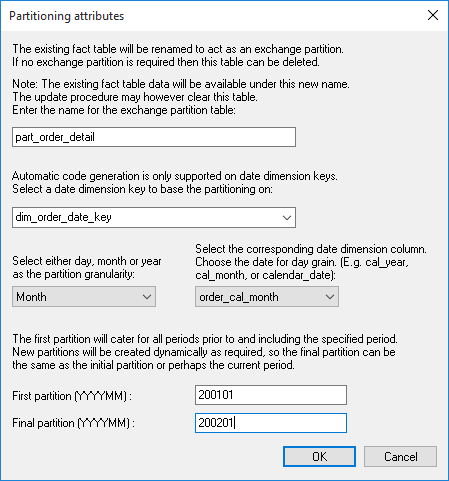 Partitioning attributes
The existing fact table will be renamed to act as an exchange partition.
If no exchange partition is required then this table can be deleted.
Note: The existing fact table data will be available under this new name.
The update procedure may however clear this table.
Enter the name for the exchange partition table:
part_order_detail
Automatic code generation is only supported on date dimension keys.
Select a date dimension key to base the partitioning on:
dim_order_date_key
Select either day, month or year
as the partition granularity:
Month
Select the corresponding date dimension column.
Choose the date for day grain. (E.g. cal_year,
cal_month, or calendar_date):
order_cal_month
The first partition will cater for all periods prior to and including the specified period.
New partitions will be created dynamically as required, so the final partition can be
the same as the initial partition or perhaps the current period.
First partition (YYYYMM) :
200101
Final partition (YYYYMM) :
200201
OK
Cancel